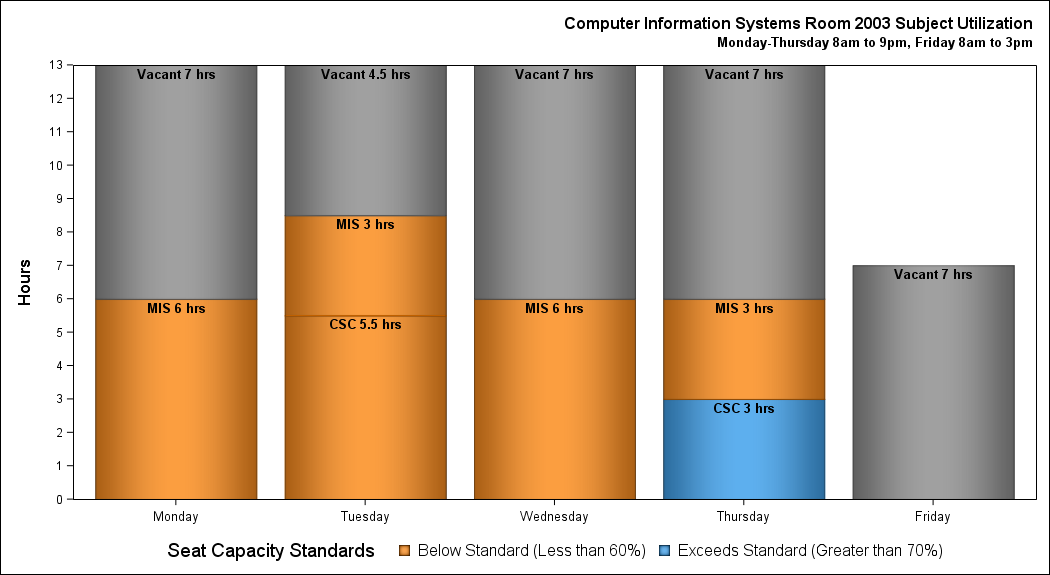 Computer Information Systems Room 2003 Subject Utilization
Monday-Thursday 8am to 9pm, Friday 8am to 3pm
Hours
13
12
11
10
9
8
7
6
5
4
3
2
1
0
Vacant 7 hrs
MIS 6 hrs
Vacant 4.5 hrs
MIS 3 hrs
CSC 5.5 hrs
Vacant 7 hrs
MIS 6 hrs
Vacant 7 hrs
MIS 3 hrs
CSC 3 hrs
Vacant 7 hrs
Monday Tuesday Wednesday Thursday Friday
Seat Capacity Standards Below Standard (Less than 60%) Exceeds Standard (Greater than 70%)